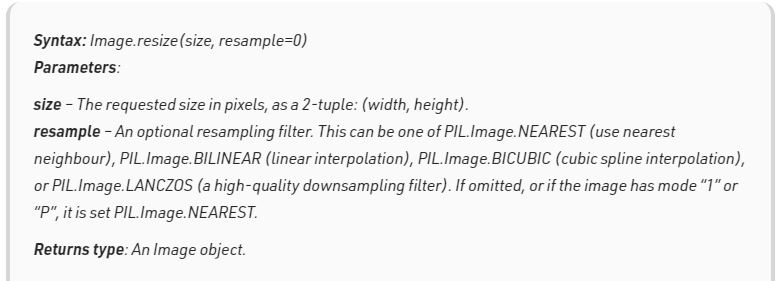 Syntax: Image.resize(size, resample=0)
Parameters:
size – The requested size in pixels, as a 2-tuple: (width, height).
resample – An optional resampling filter. This can be one of PIL.Image.NEAREST (use nearest
neighbour), PIL.Image.BILINEAR (linear interpolation), PIL.Image.BICUBIC (cubic spline interpolation),
or PIL.Image.LANCZOS (a high-quality downsampling filter). If omitted, or if the image has mode “1” or
“P”, it is set PIL.Image.NEAREST.
Returns type: An Image object.